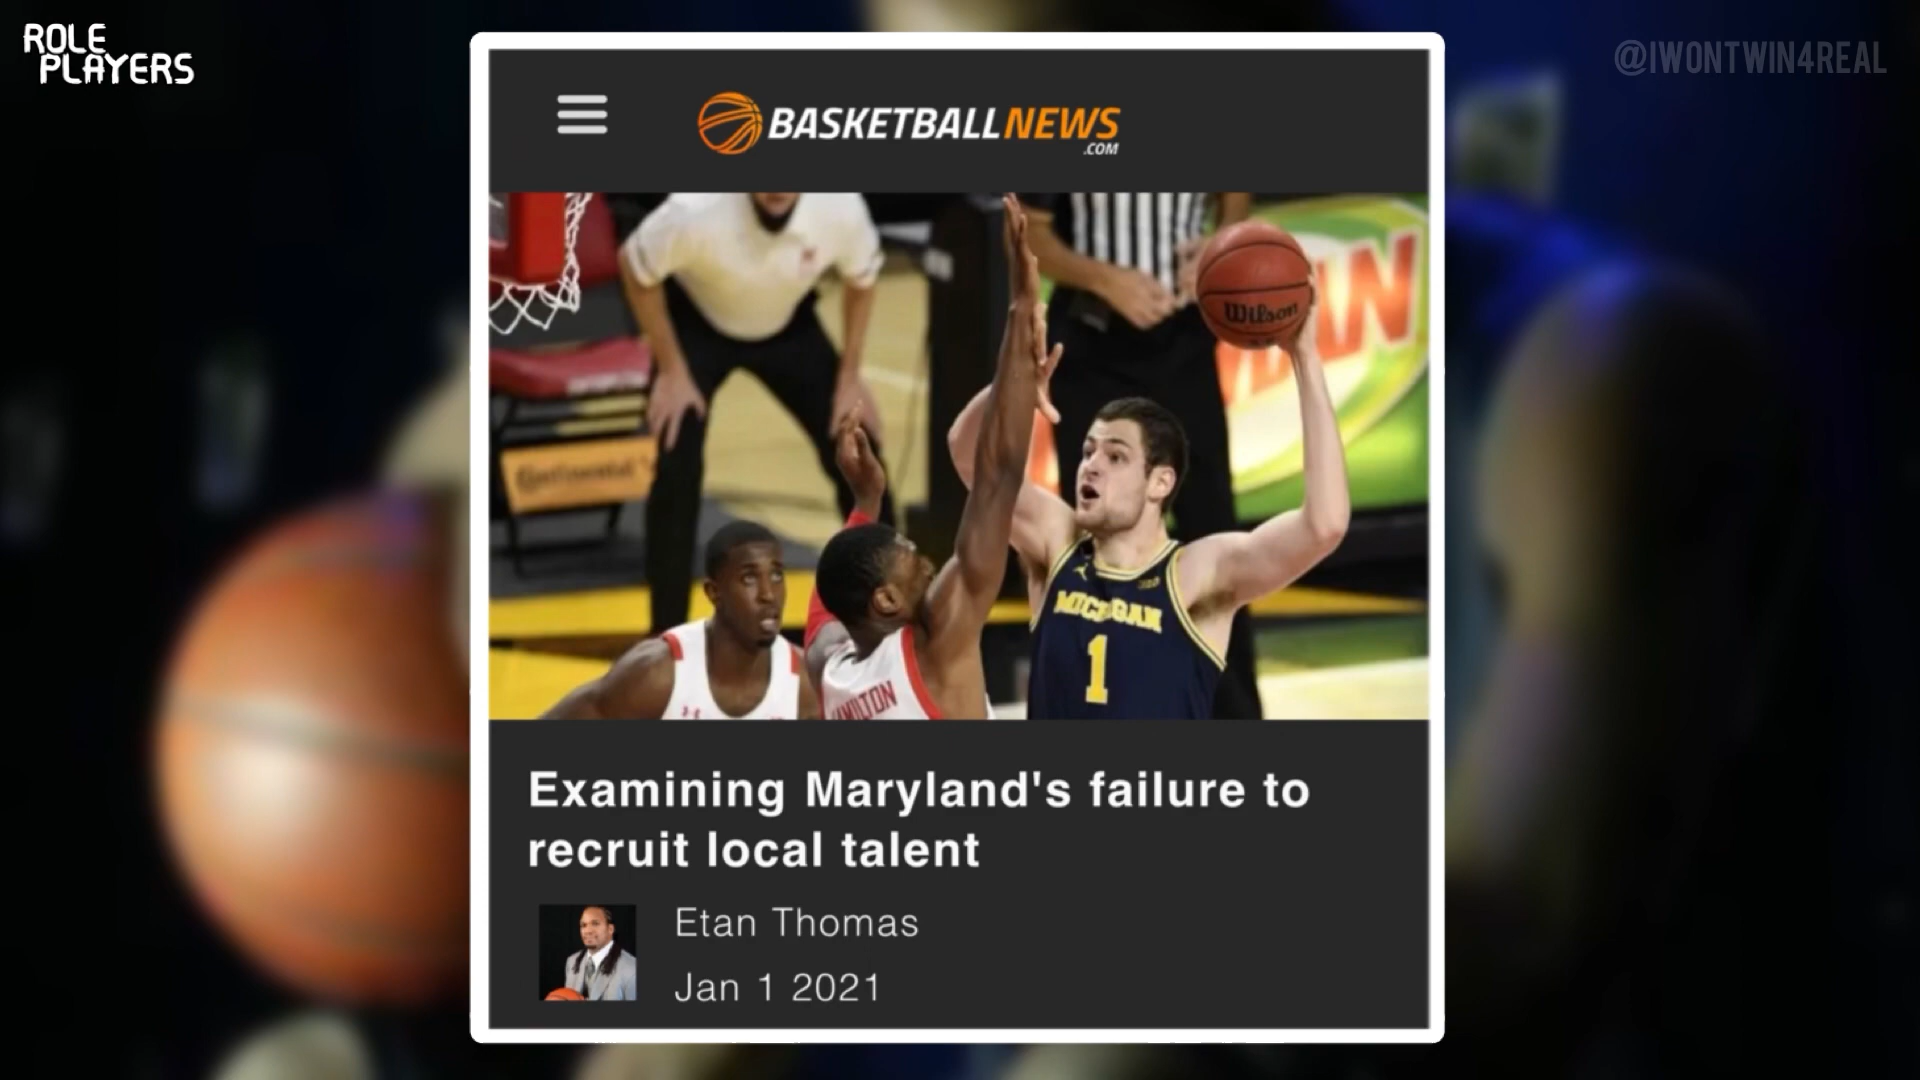 ROLE
PLAYERS
@IWONTWIN4REAL
BASKETBALLNEWS
.COM
Wilson
Continental
MICHIGAN
1
Examining Maryland's failure to
recruit local talent
Etan Thomas
Jan 1 2021